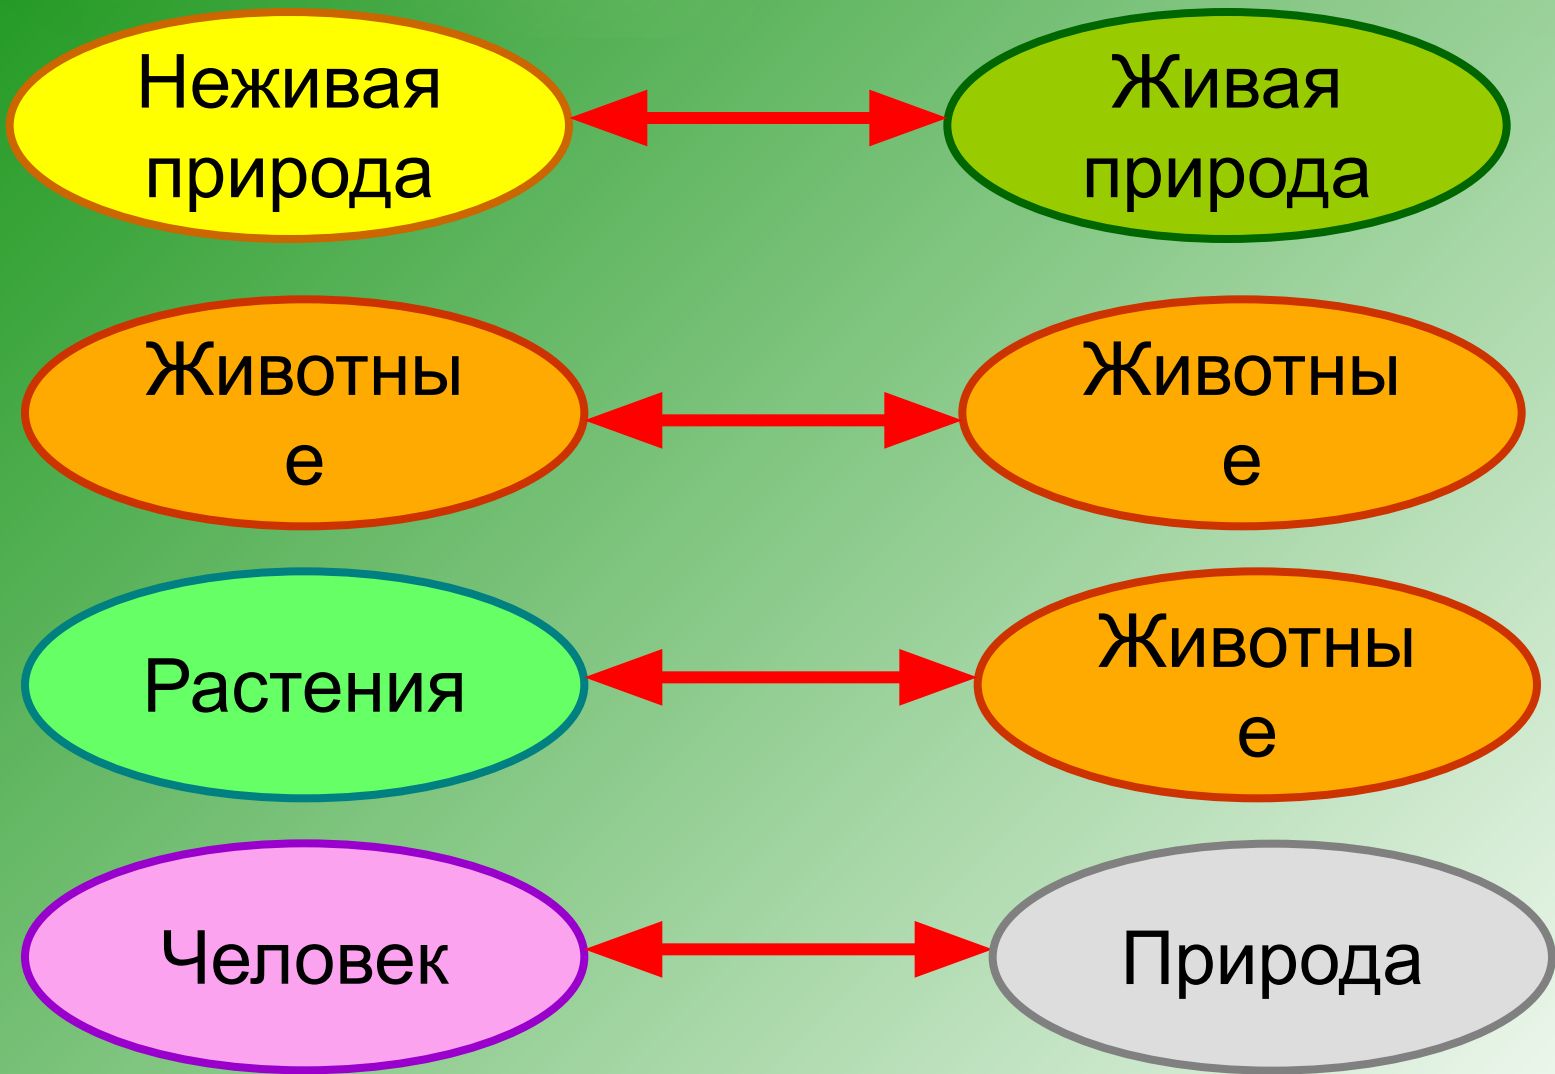 Неживая
природа
Живая
природа
Животны
е
Животны
е
Растения
Животны
е
Человек
Природа